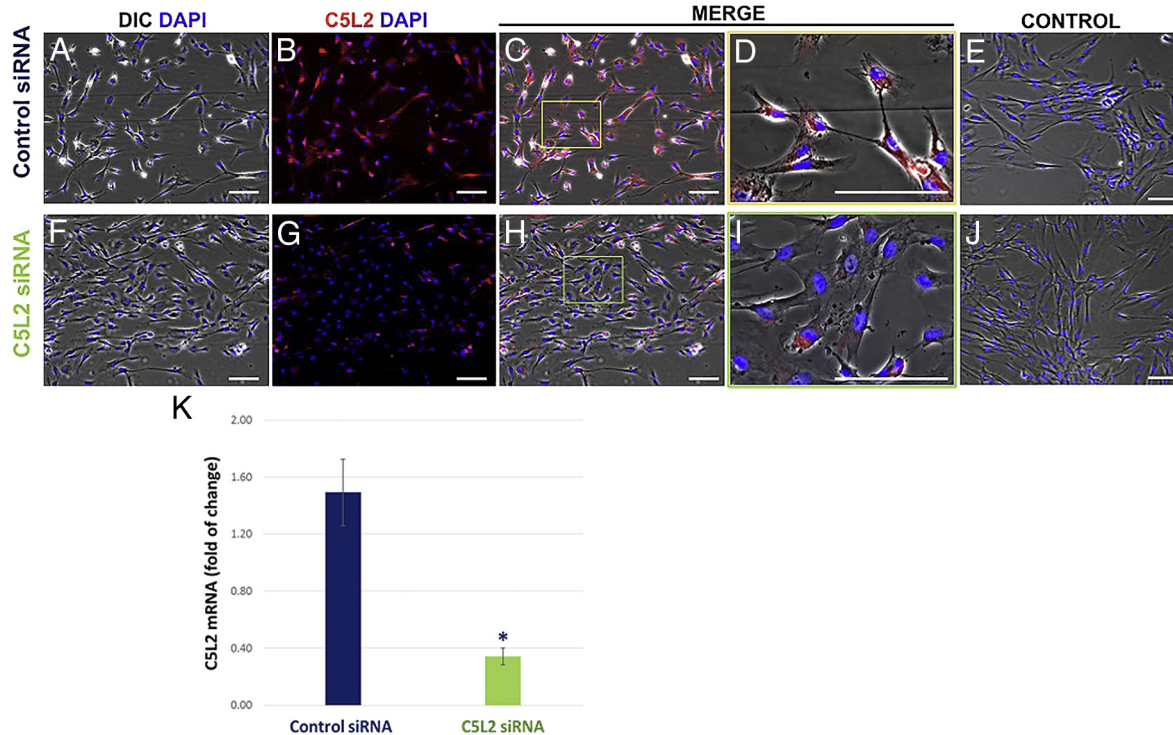 DIC DAPI
C5L2 DAPI
MERGE
CONTROL
Control siRNA
A
B
C
D
E
C5L2 siRNA
F
G
H
I
J
K
C5L2 mRNA (fold of change)
2.00
1.60
1.20
0.80
0.40
0.00
*
Control siRNA
C5L2 siRNA